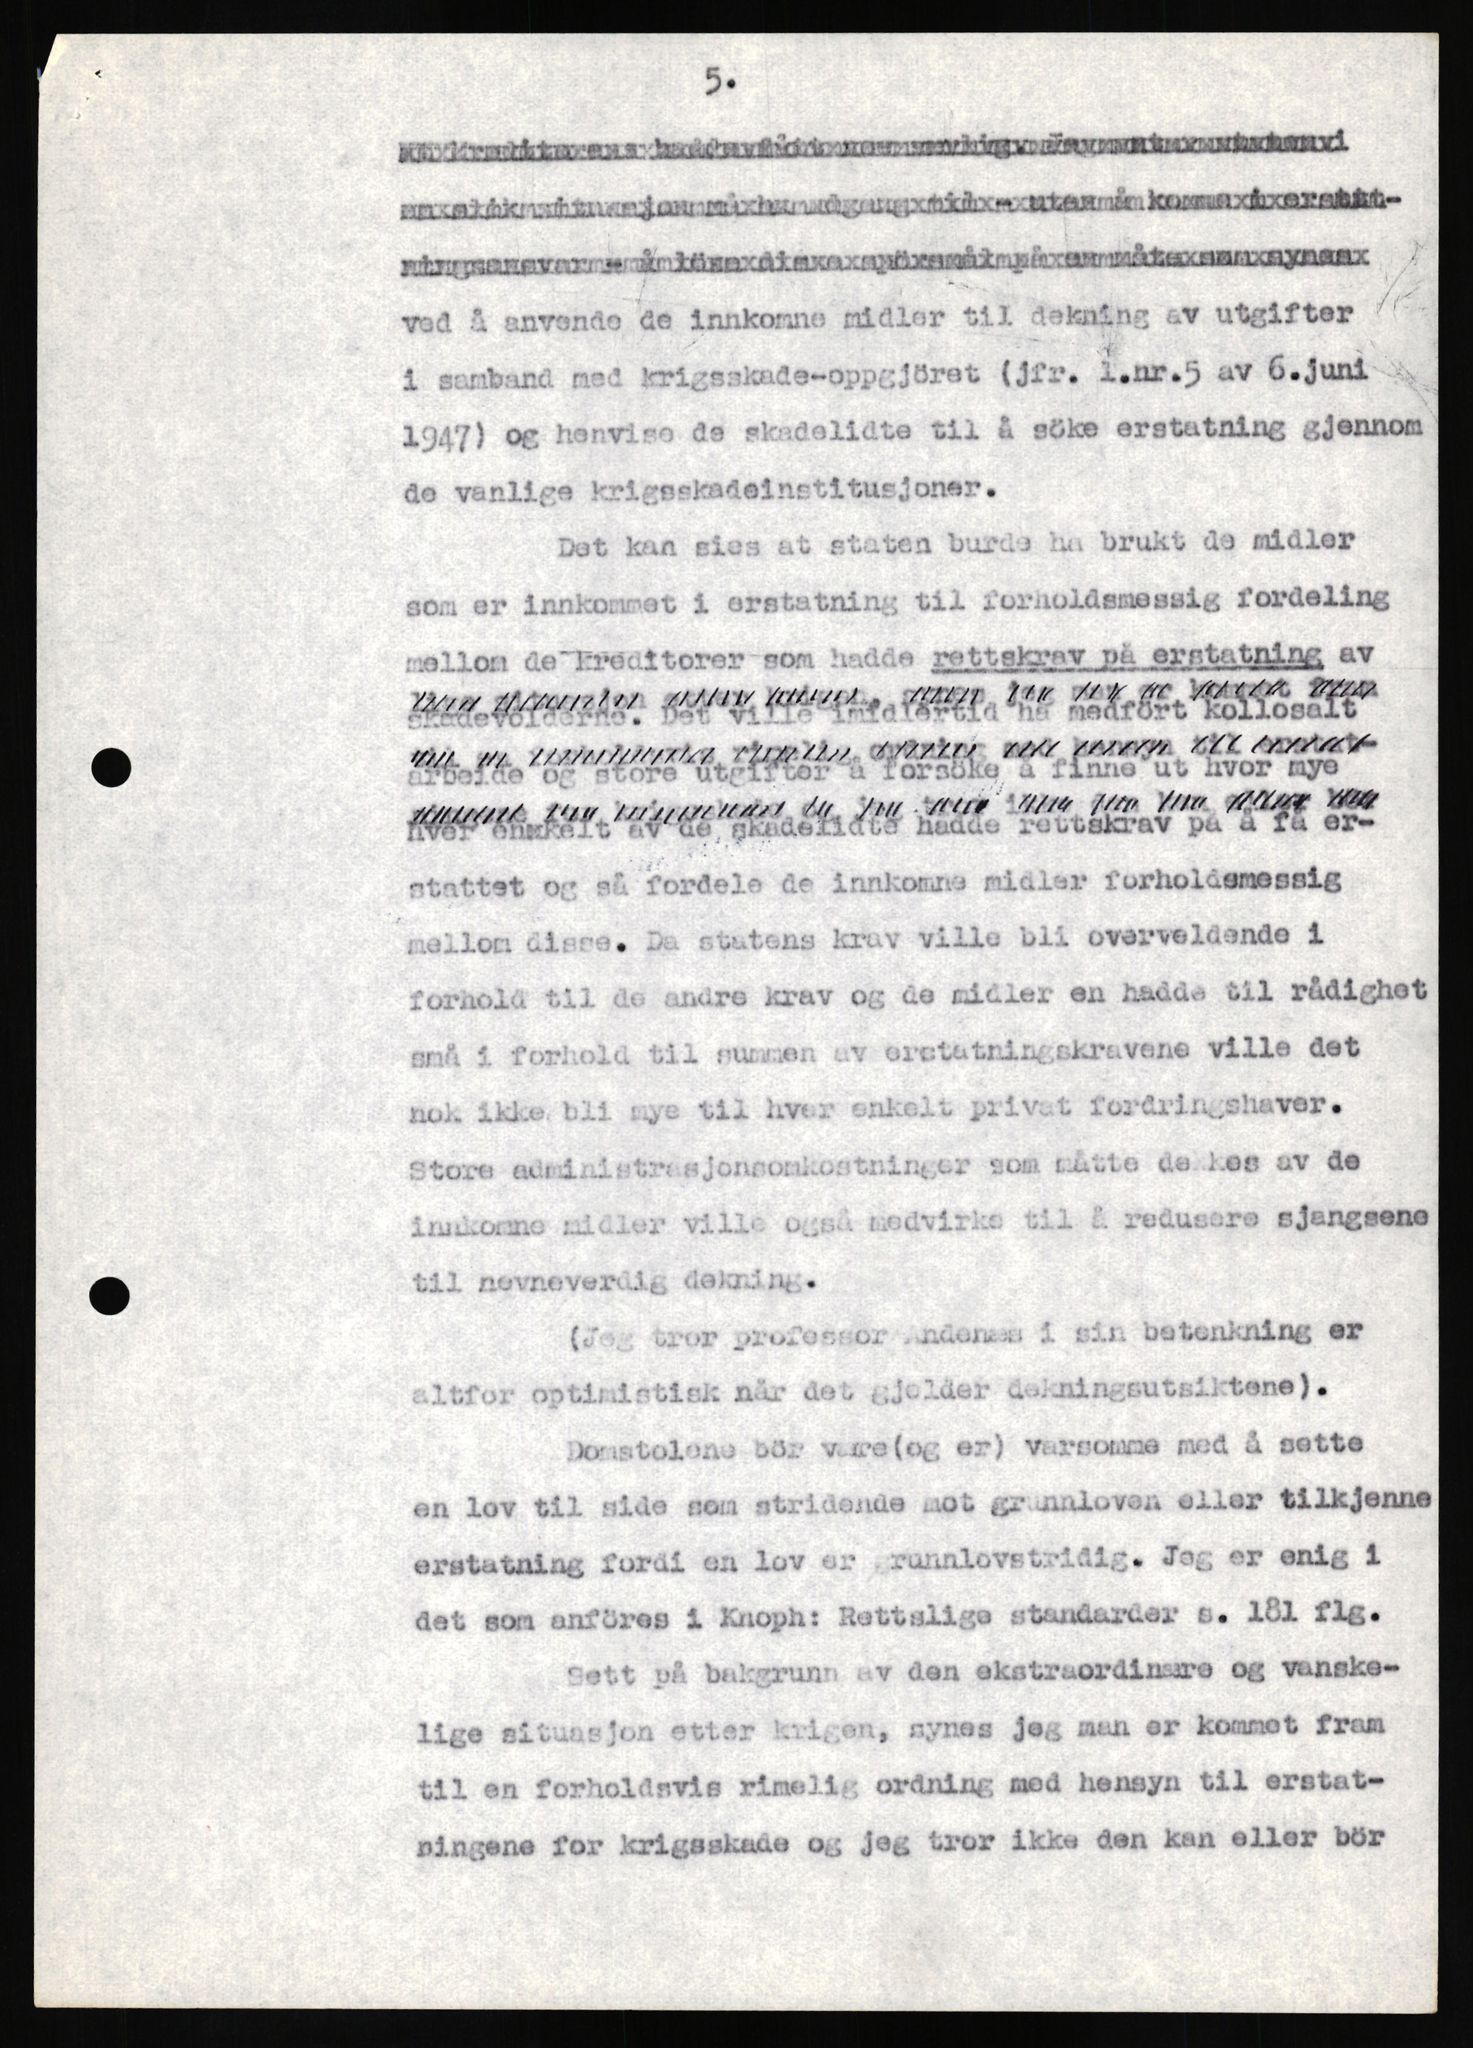 5.
ved å anvende de innkomne midler til dekning av utgifter
i samband med krigsskade-oppgjöret (jfr. l.nr.5 av 6.juni
1947) og henvise de skadelidte til å söke erstatning gjennom
de vanlige krigsskadeinstitusjoner.
Det kan sies at staten burde ha brukt de midler
som er innkommet i erstatning til forholdsmessig fordeling
mellom de kreditorer som hadde rettskrav på erstatning av
skadevolderne. Det ville imidlertid ha medfört kollosalt
arbeide og store utgifter å forsöke å finne ut hvor mye
hver enkelt av de skadelidte hadde rettskrav på å få er-
stattet og så fordele de innkomne midler forholdsmessig
mellom disse. Da statens krav ville bli overveldende i
forhold til de andre krav og de midler en hadde til rådighet
små i forhold til summen av erstatningskravene ville det
nok ikke bli mye til hver enkelt privat fordringshaver.
Store administrasjonsomkostninger som måtte dekkes av de
innkomne midler ville også medvirke til å redusere sjangsene
til nevneverdig dekning.
(Jeg tror professor Andenæs i sin betenkning er
altfor optimistisk når det gjelder dekningsutsiktene).
Domstolene bör være(og er) varsomme med å sette
en lov til side som stridende mot grunnloven eller tilkjenne
erstatning fordi en lov er grunnlovstridig. Jeg er enig i
det som anföres i Knoph: Rettslige standarder s. 181 flg.
Sett på bakgrunn av den ekstraordinære og vanske-
lige situasjon etter krigen, synes jeg man er kommet fram
til en forholdsvis rimelig ordning med hensyn til erstat-
ningene for krigsskade og jeg tror ikke den kan eller bör